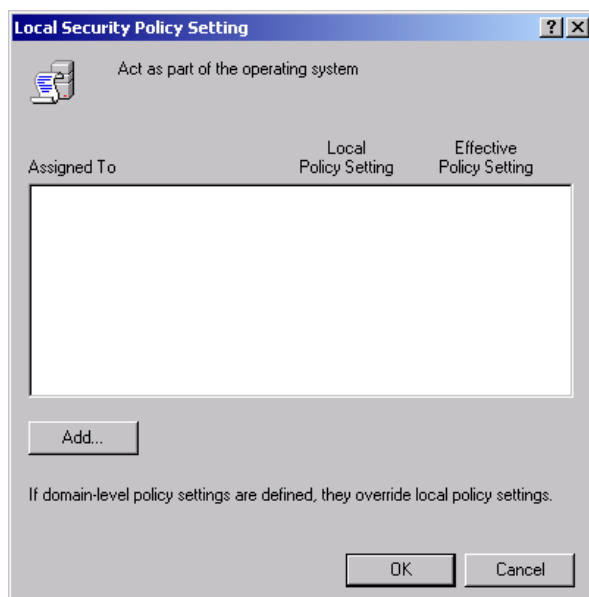 Local Security Policy Setting
Act as part of the operating system
Local Effective
Assigned To Policy Setting Policy Setting
Add...
If domain-level policy settings are defined, they override local policy settings.
OK Cancel